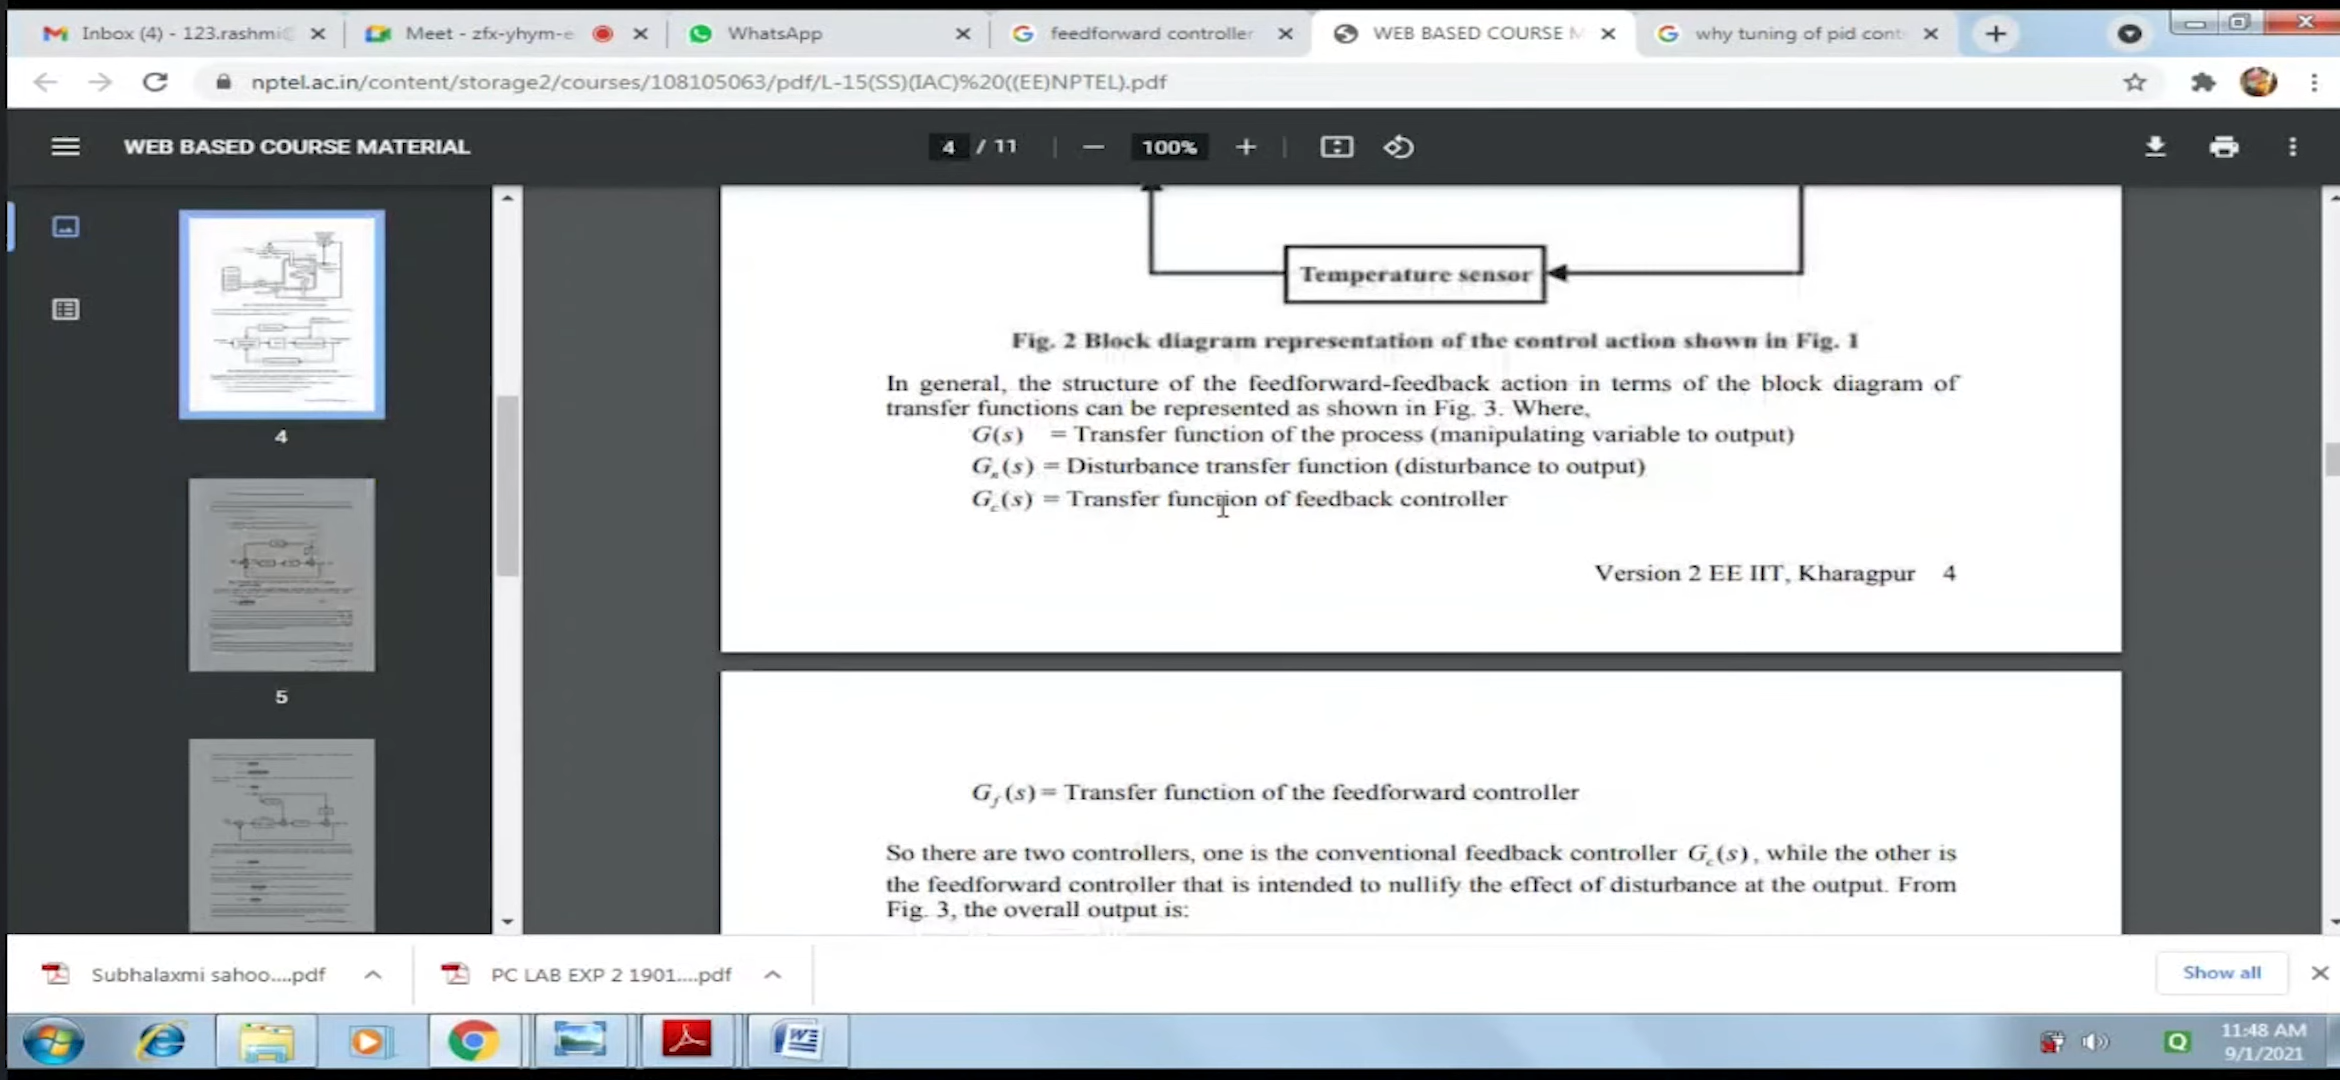 Inbox (4) - 123.rashmi
Meet - zfx-yhym-e
WhatsApp
feedforward controller
WEB BASED COURSE M
why tuning of pid cont
nptel.ac.in/content/storage2/courses/108105063/pdf/L-15(SS)(IAC)%20((EE)NPTEL).pdf
WEB BASED COURSE MATERIAL
4 / 11
100%
4
5
Temperature sensor
Fig. 2 Block diagram representation of the control action shown in Fig. 1
In general, the structure of the feedforward-feedback action in terms of the block diagram of
transfer functions can be represented as shown in Fig. 3. Where,
G(s) = Transfer function of the process (manipulating variable to output)
Gₙ(s) = Disturbance transfer function (disturbance to output)
G_c(s) = Transfer function of feedback controller
Version 2 EE IIT, Kharagpur 4
G_f(s) = Transfer function of the feedforward controller
So there are two controllers, one is the conventional feedback controller G_c(s), while the other is
the feedforward controller that is intended to nullify the effect of disturbance at the output. From
Fig. 3, the overall output is:
Subhalaxmi sahoo....pdf
PC LAB EXP 2 1901....pdf
Show all
11:48 AM
9/1/2021